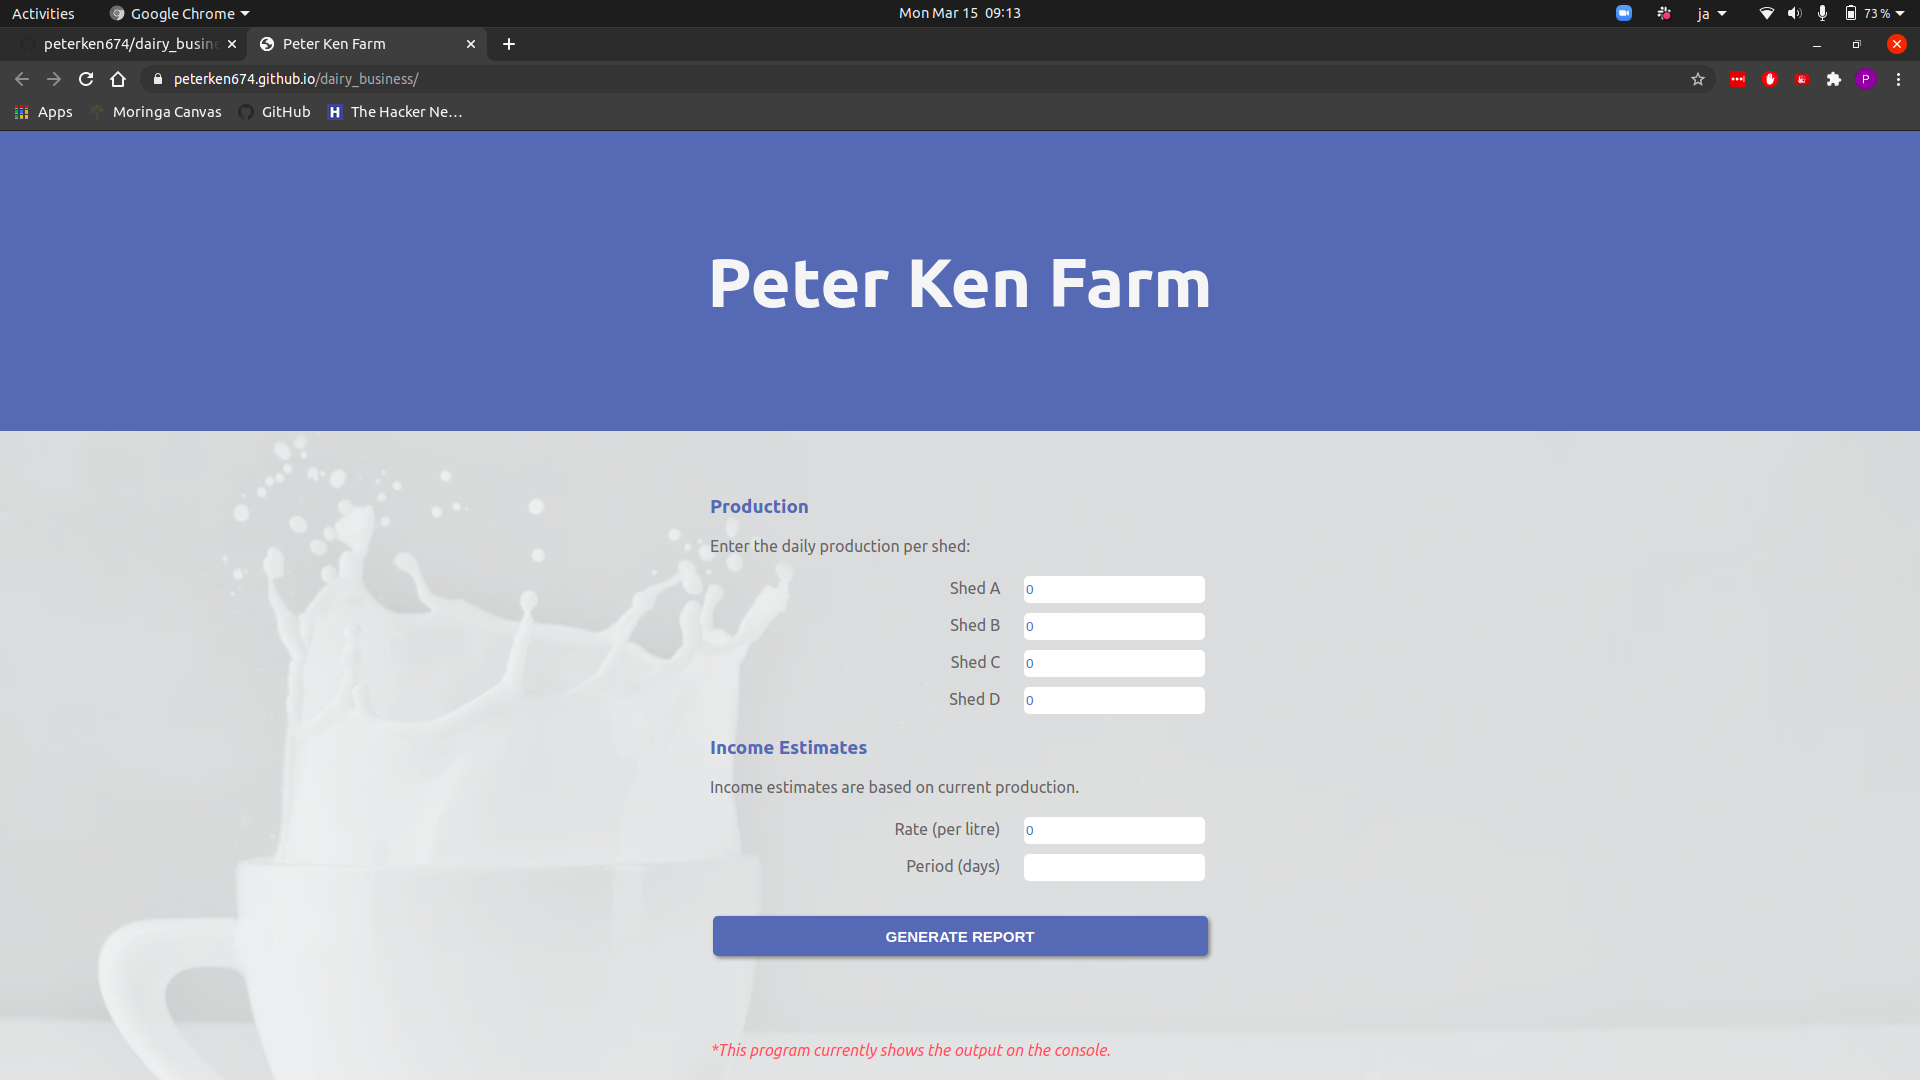 Activities Google Chrome Mon Mar 15 09:13 ja 73 %
peterken674/dairy_busin Peter Ken Farm
peterken674.github.io/dairy_business/ P
Apps Moringa Canvas GitHub H The Hacker Ne...
Peter Ken Farm
Production
Enter the daily production per shed:
Shed A 0
Shed B 0
Shed C 0
Shed D 0
Income Estimates
Income estimates are based on current production.
Rate (per litre) 0
Period (days)
GENERATE REPORT
*This program currently shows the output on the console.